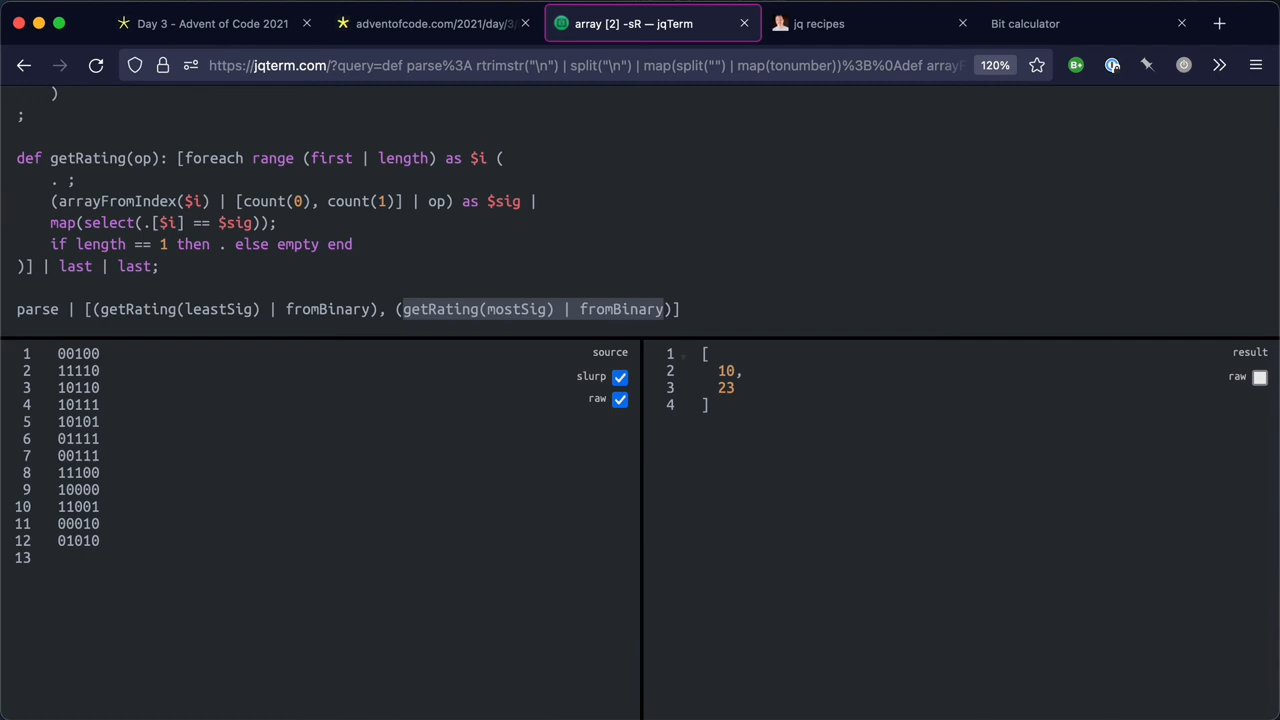 Day 3 - Advent of Code 2021
adventofcode.com/2021/day/3/
array [2] -sR — jqTerm
jq recipes
Bit calculator
https://jqterm.com/?query=def parse%3A rtrimstr("\n") | split("\n") | map(split("") | map(tonumber))%3B%0Adef arrayF
120%
)
;
def getRating(op): [foreach range (first | length) as $i (
. ;
(arrayFromIndex($i) | [count(0), count(1)] | op) as $sig |
map(select(.[$i] == $sig));
if length == 1 then . else empty end
)] | last | last;
parse | [(getRating(leastSig) | fromBinary), (getRating(mostSig) | fromBinary)]
1 00100
2 11110
3 10110
4 10111
5 10101
6 01111
7 00111
8 11100
9 10000
10 11001
11 00010
12 01010
13
source
slurp
raw
1 [
2 10,
3 23
4 ]
result
raw